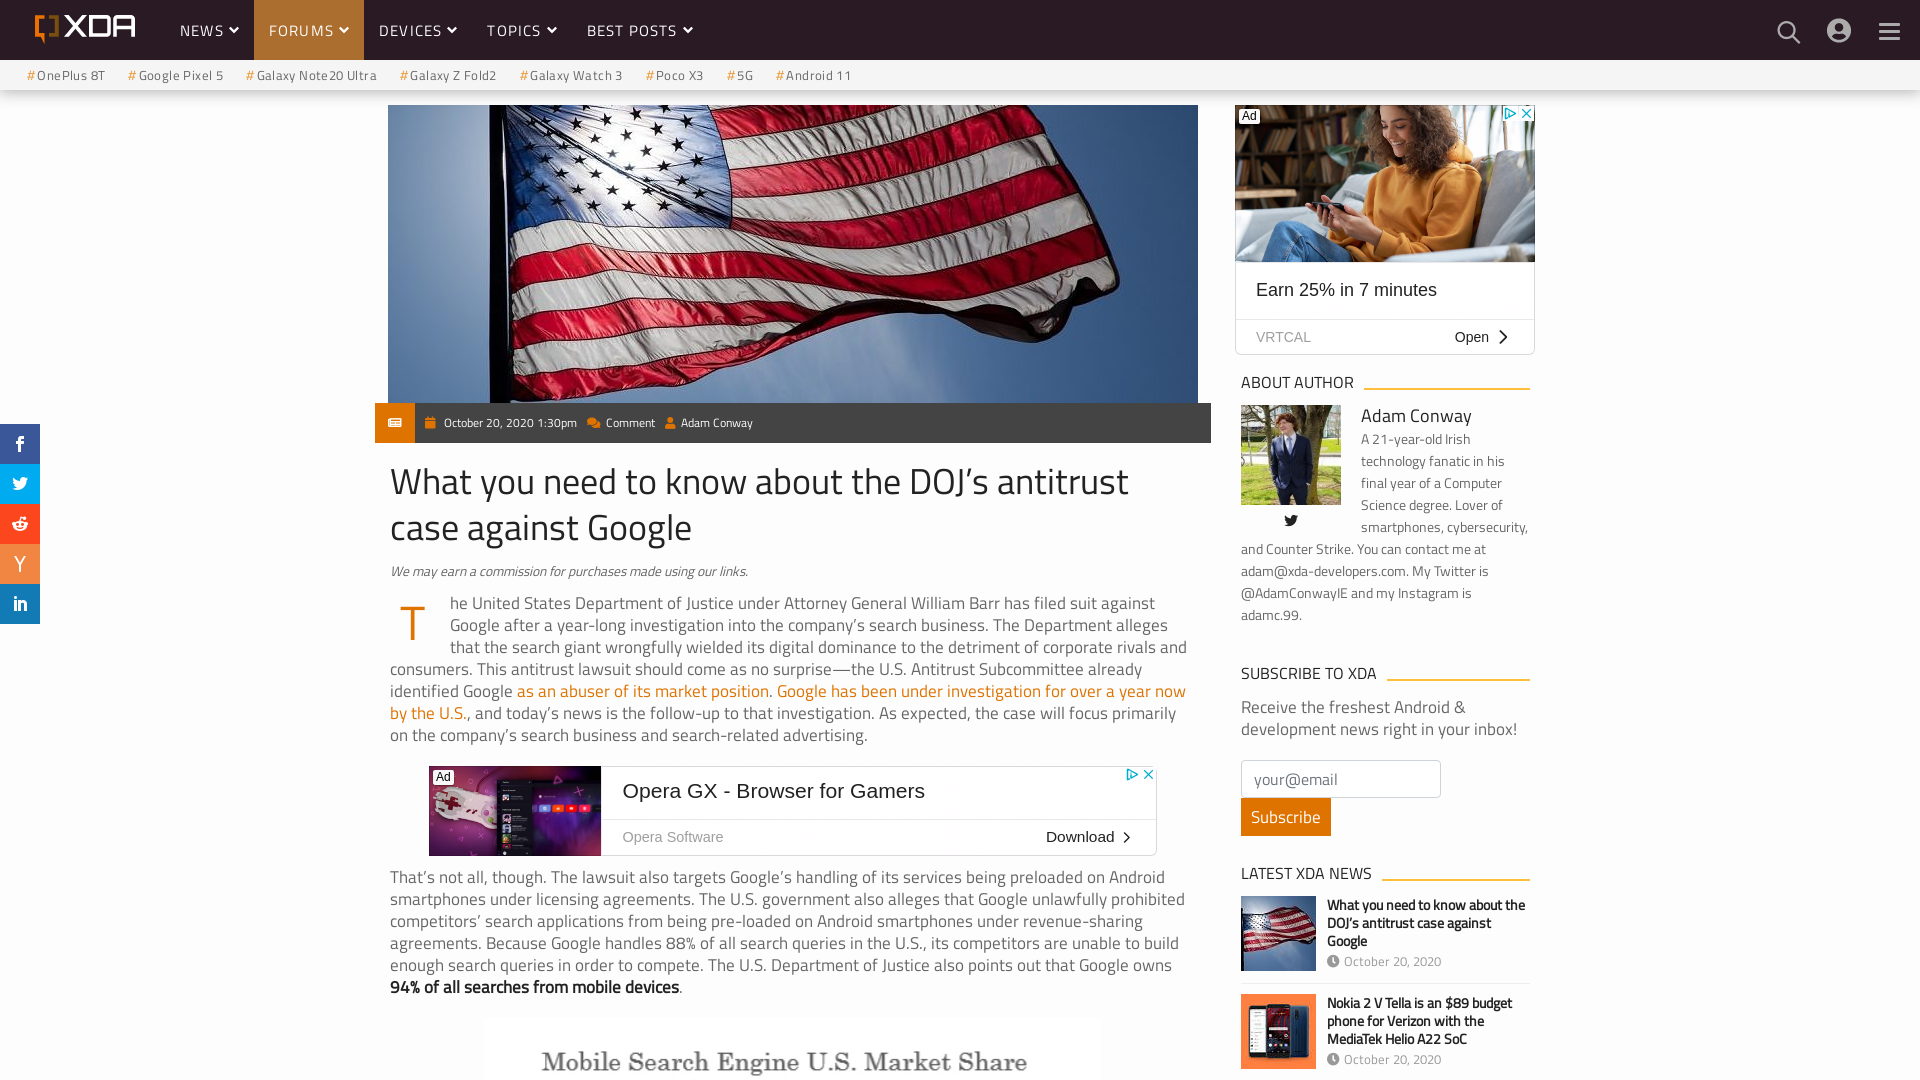 XDA
NEWS
FORUMS
DEVICES
TOPICS
BEST POSTS
#OnePlus 8T
#Google Pixel 5
#Galaxy Note20 Ultra
#Galaxy Z Fold2
#Galaxy Watch 3
#Poco X3
#5G
#Android 11
October 20, 2020 1:30pm
Comment
Adam Conway
What you need to know about the DOJ’s antitrust
case against Google
We may earn a commission for purchases made using our links.
The United States Department of Justice under Attorney General William Barr has filed suit against
Google after a year-long investigation into the company’s search business. The Department alleges
that the search giant wrongfully wielded its digital dominance to the detriment of corporate rivals and
consumers. This antitrust lawsuit should come as no surprise—the U.S. Antitrust Subcommittee already
identified Google as an abuser of its market position. Google has been under investigation for over a year now
by the U.S., and today’s news is the follow-up to that investigation. As expected, the case will focus primarily
on the company’s search business and search-related advertising.
Ad
Opera GX - Browser for Gamers
Opera Software
Download
That’s not all, though. The lawsuit also targets Google’s handling of its services being preloaded on Android
smartphones under licensing agreements. The U.S. government also alleges that Google unlawfully prohibited
competitors’ search applications from being pre-loaded on Android smartphones under revenue-sharing
agreements. Because Google handles 88% of all search queries in the U.S., its competitors are unable to build
enough search queries in order to compete. The U.S. Department of Justice also points out that Google owns
94% of all searches from mobile devices.
Mobile Search Engine U.S. Market Share
Ad
Earn 25% in 7 minutes
VRTCAL
Open
ABOUT AUTHOR
Adam Conway
A 21-year-old Irish
technology fanatic in his
final year of a Computer
Science degree. Lover of
smartphones, cybersecurity,
and Counter Strike. You can contact me at
adam@xda-developers.com. My Twitter is
@AdamConwayIE and my Instagram is
adamc.99.
SUBSCRIBE TO XDA
Receive the freshest Android &
development news right in your inbox!
your@email
Subscribe
LATEST XDA NEWS
What you need to know about the
DOJ’s antitrust case against
Google
October 20, 2020
Nokia 2 V Tella is an $89 budget
phone for Verizon with the
MediaTek Helio A22 SoC
October 20, 2020